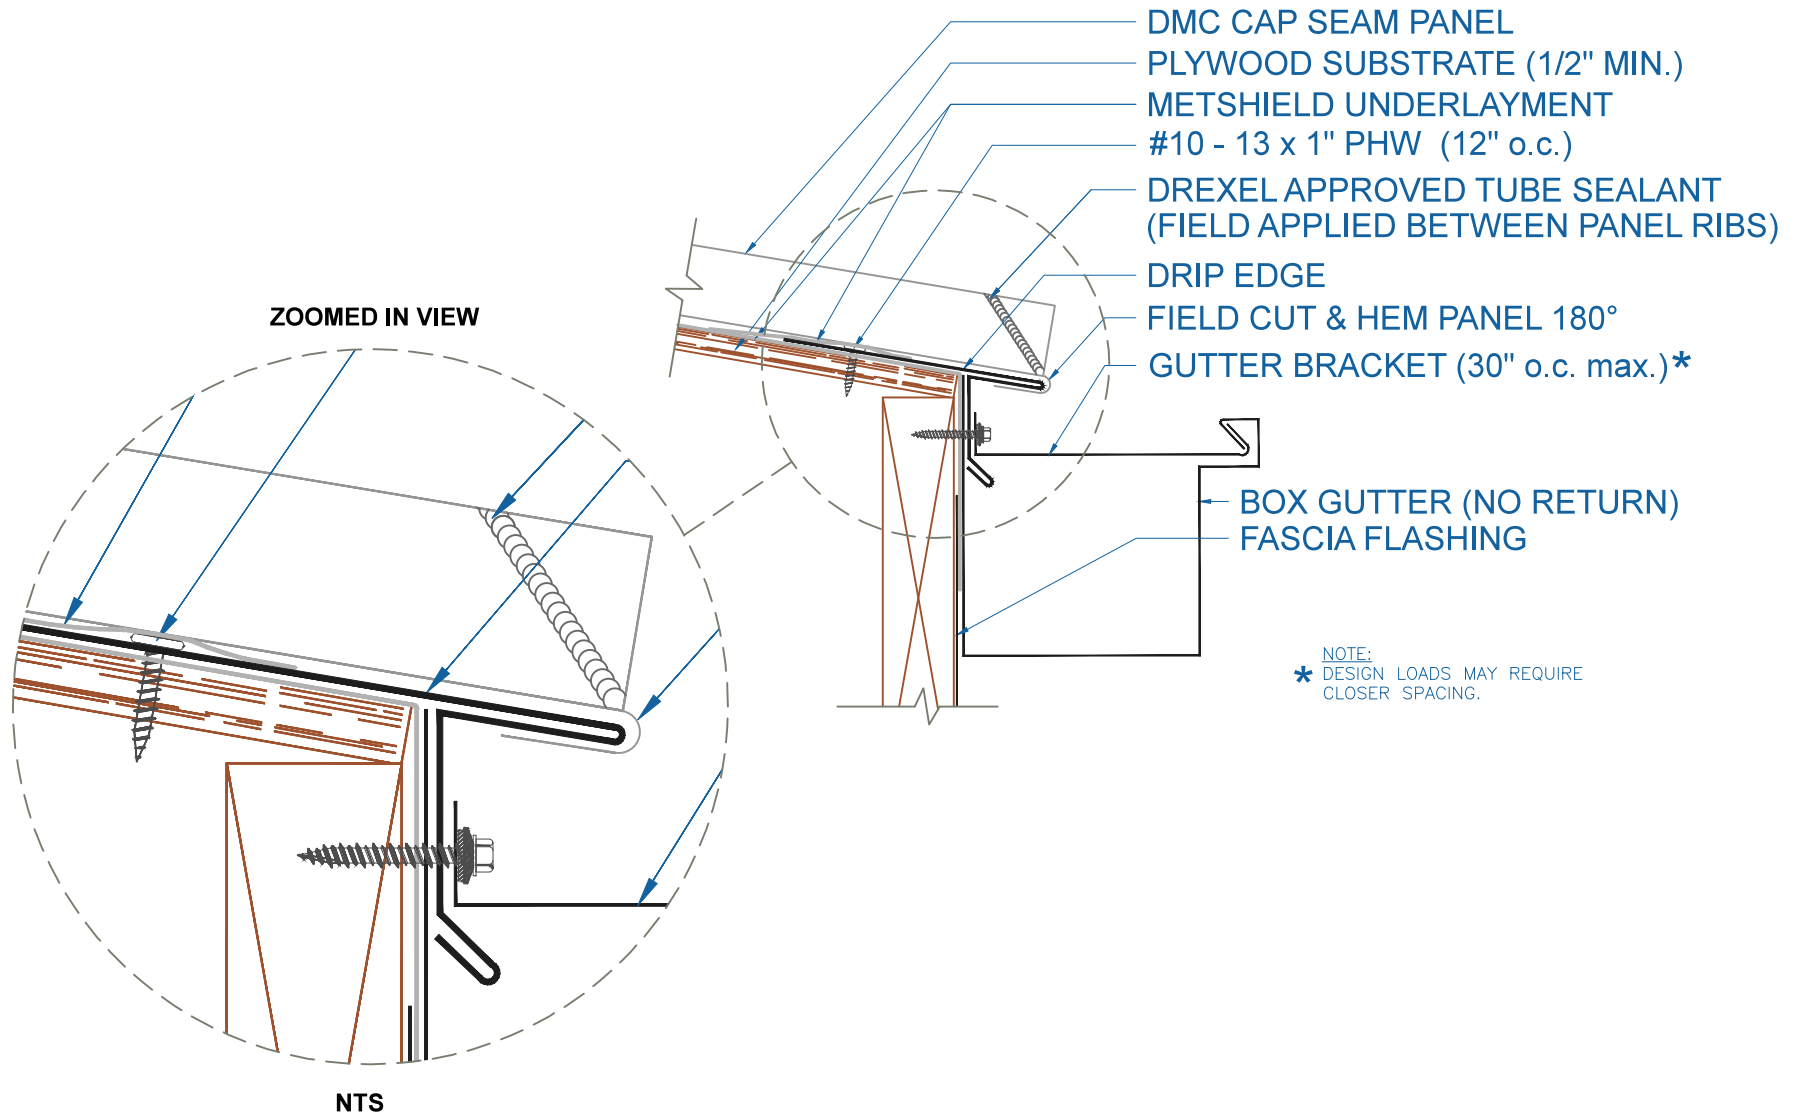 DMC CAP SEAM PANEL
PLYWOOD SUBSTRATE (1/2" MIN.)
METSHIELD UNDERLAYMENT
#10 - 13 x 1" PHW (12" o.c.)
DREXEL APPROVED TUBE SEALANT
(FIELD APPLIED BETWEEN PANEL RIBS)
DRIP EDGE
FIELD CUT & HEM PANEL 180°
GUTTER BRACKET (30" o.c. max.)*
ZOOMED IN VIEW
BOX GUTTER (NO RETURN)
FASCIA FLASHING
NOTE:
* DESIGN LOADS MAY REQUIRE
CLOSER SPACING.
NTS